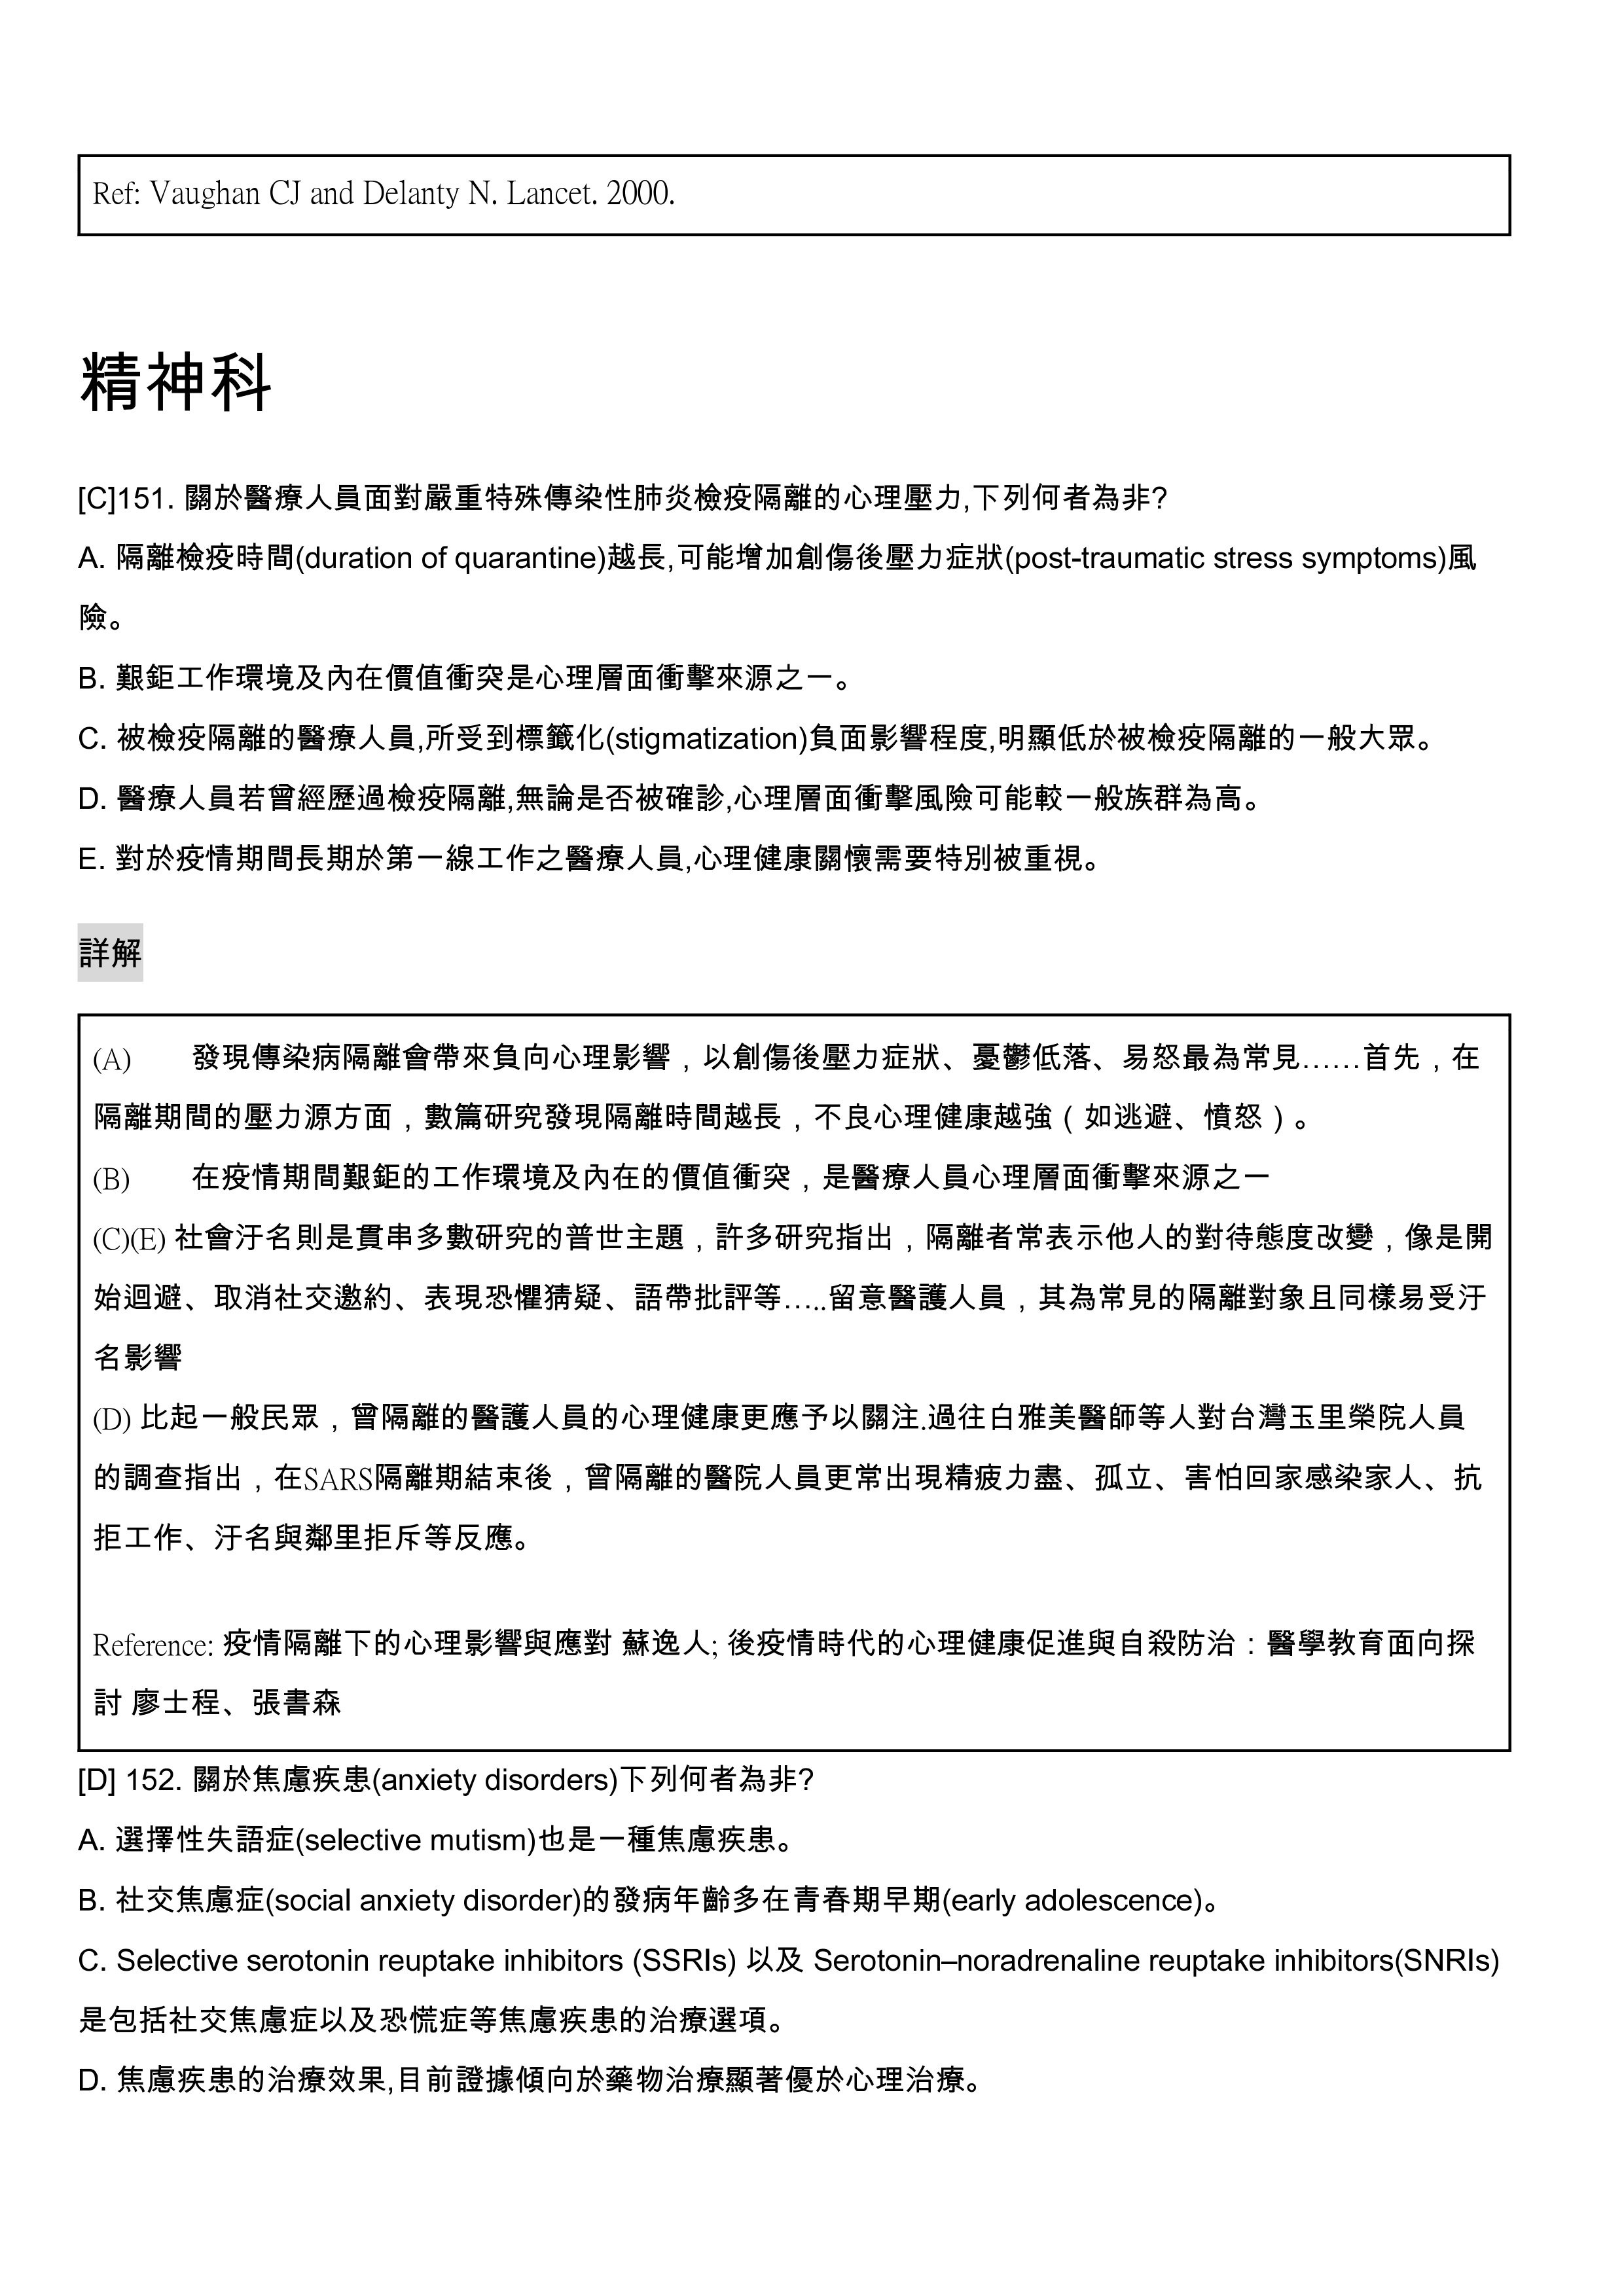 Ref: Vaughan CJ and Delanty N. Lancet. 2000.
精神科
[C]151. 關於醫療人員面對嚴重特殊傳染性肺炎檢疫隔離的心理壓力,下列何者為非?
A. 隔離檢疫時間(duration of quarantine)越長,可能增加創傷後壓力症狀(post-traumatic stress symptoms)風
險。
B. 艱鉅工作環境及內在價值衝突是心理層面衝擊來源之一。
C. 被檢疫隔離的醫療人員,所受到標籤化(stigmatization)負面影響程度,明顯低於被檢疫隔離的一般大眾。
D. 醫療人員若曾經歷過檢疫隔離,無論是否被確診,心理層面衝擊風險可能較一般族群為高。
E. 對於疫情期間長期於第一線工作之醫療人員,心理健康關懷需要特別被重視。
詳解
(A) 發現傳染病隔離會帶來負向心理影響，以創傷後壓力症狀、憂鬱低落、易怒最為常見……首先，在
隔離期間的壓力源方面，數篇研究發現隔離時間越長，不良心理健康越強（如逃避、憤怒）。
(B) 在疫情期間艱鉅的工作環境及內在的價值衝突，是醫療人員心理層面衝擊來源之一
(C)(E) 社會汙名則是貫串多數研究的普世主題，許多研究指出，隔離者常表示他人的對待態度改變，像是開
始迴避、取消社交邀約、表現恐懼猜疑、語帶批評等…..留意醫護人員，其為常見的隔離對象且同樣易受汙
名影響
(D) 比起一般民眾，曾隔離的醫護人員的心理健康更應予以關注.過往白雅美醫師等人對台灣玉里榮院人員
的調查指出，在SARS隔離期結束後，曾隔離的醫院人員更常出現精疲力盡、孤立、害怕回家感染家人、抗
拒工作、汙名與鄰里拒斥等反應。
Reference: 疫情隔離下的心理影響與應對 蘇逸人; 後疫情時代的心理健康促進與自殺防治：醫學教育面向探
討 廖士程、張書森
[D] 152. 關於焦慮疾患(anxiety disorders)下列何者為非?
A. 選擇性失語症(selective mutism)也是一種焦慮疾患。
B. 社交焦慮症(social anxiety disorder)的發病年齡多在青春期早期(early adolescence)。
C. Selective serotonin reuptake inhibitors (SSRIs) 以及 Serotonin–noradrenaline reuptake inhibitors(SNRIs)
是包括社交焦慮症以及恐慌症等焦慮疾患的治療選項。
D. 焦慮疾患的治療效果,目前證據傾向於藥物治療顯著優於心理治療。